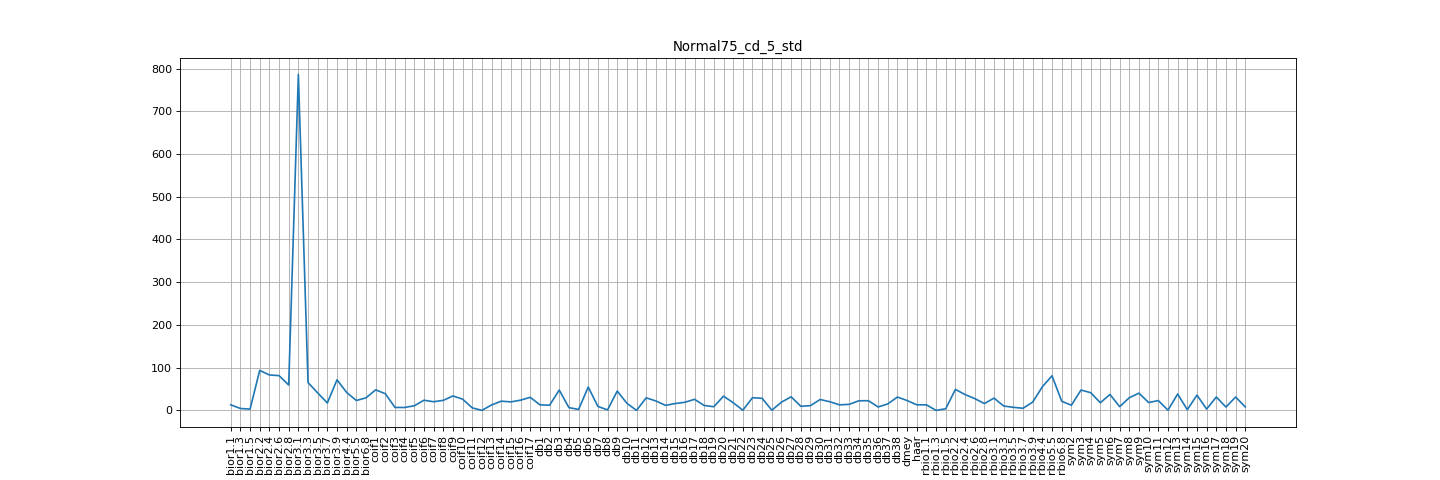 Normal75_cd_5_std
800
700
600
500
400
300
200
100
0
bior1.1
bior1.3
bior1.5
bior2.2
bior2.4
bior2.6
bior2.8
bior3.1
bior3.3
bior3.5
bior3.7
bior3.9
bior4.4
bior5.5
bior6.8
coif1
coif2
coif3
coif4
coif5
coif6
coif7
coif8
coif9
coif10
coif11
coif12
coif13
coif14
coif15
coif16
coif17
db1
db2
db3
db4
db5
db6
db7
db8
db9
db10
db11
db12
db13
db14
db15
db16
db17
db18
db19
db20
db21
db22
db23
db24
db25
db26
db27
db28
db29
db30
db31
db32
db33
db34
db35
db36
db37
db38
dmey
haar
rbio1.1
rbio1.3
rbio1.5
rbio2.2
rbio2.4
rbio2.6
rbio2.8
rbio3.1
rbio3.3
rbio3.5
rbio3.7
rbio3.9
rbio4.4
rbio5.5
rbio6.8
sym2
sym3
sym4
sym5
sym6
sym7
sym8
sym9
sym10
sym11
sym12
sym13
sym14
sym15
sym16
sym17
sym18
sym19
sym20